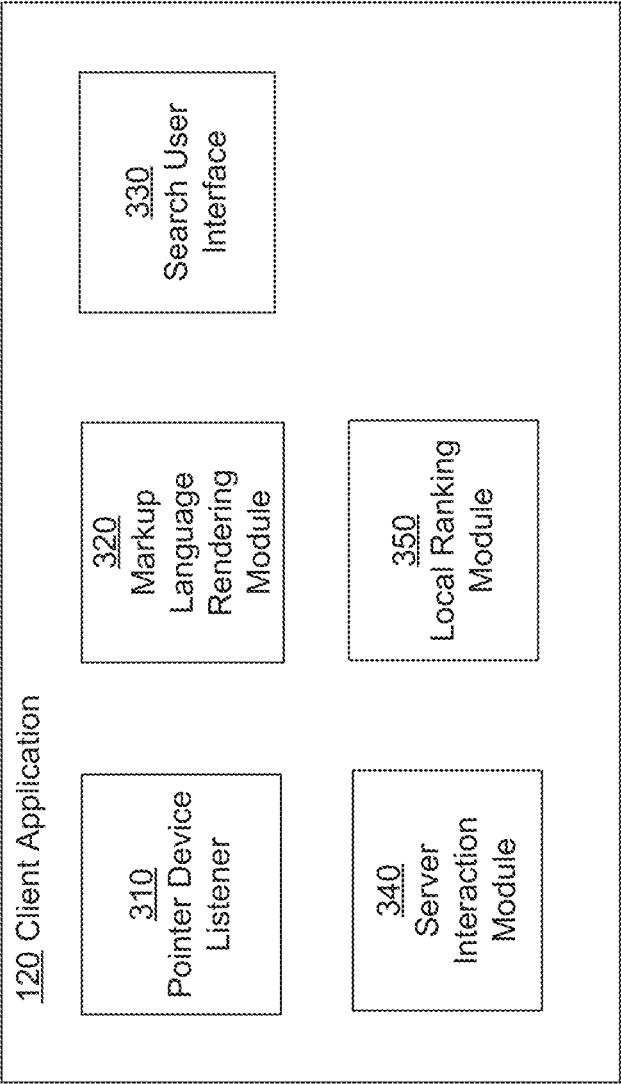 120 Client Application
310
Pointer Device
Listener
320
Markup
Language
Rendering
Module
330
Search User
Interface
340
Server
Interaction
Module
350
Local Ranking
Module